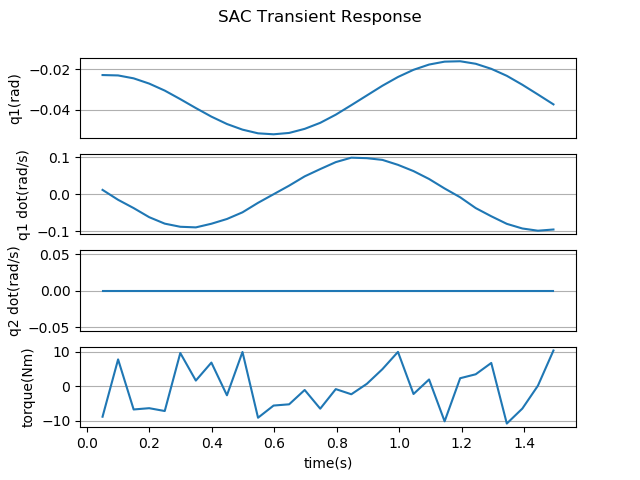 SAC Transient Response
q1(rad)
−0.02
−0.04
q1 dot(rad/s)
0.1
0.0
−0.1
q2 dot(rad/s)
0.05
0.00
−0.05
torque(Nm)
10
0
−10
0.0 0.2 0.4 0.6 0.8 1.0 1.2 1.4
time(s)